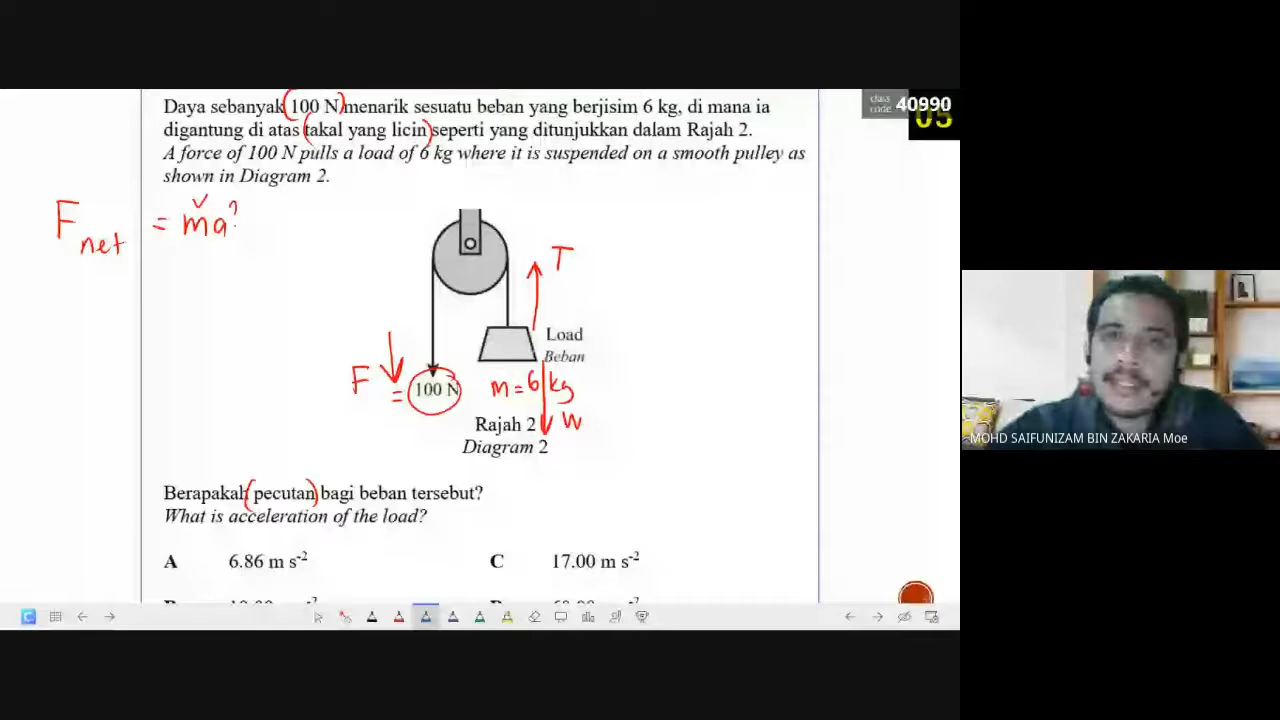 Daya sebanyak (100 N) menarik sesuatu beban yang berjisim 6 kg, di mana ia
digantung di atas (takal yang licin) seperti yang ditunjukkan dalam Rajah 2.
A force of 100 N pulls a load of 6 kg where it is suspended on a smooth pulley as
shown in Diagram 2.
class code 40990
05
F net = ma?
T
Load
Beban
F = 100 N
m = 6 kg
W
Rajah 2
Diagram 2
Berapakah (pecutan) bagi beban tersebut?
What is acceleration of the load?
A 6.86 m s-2
C 17.00 m s-2
MOHD SAIFUNIZAM BIN ZAKARIA Moe